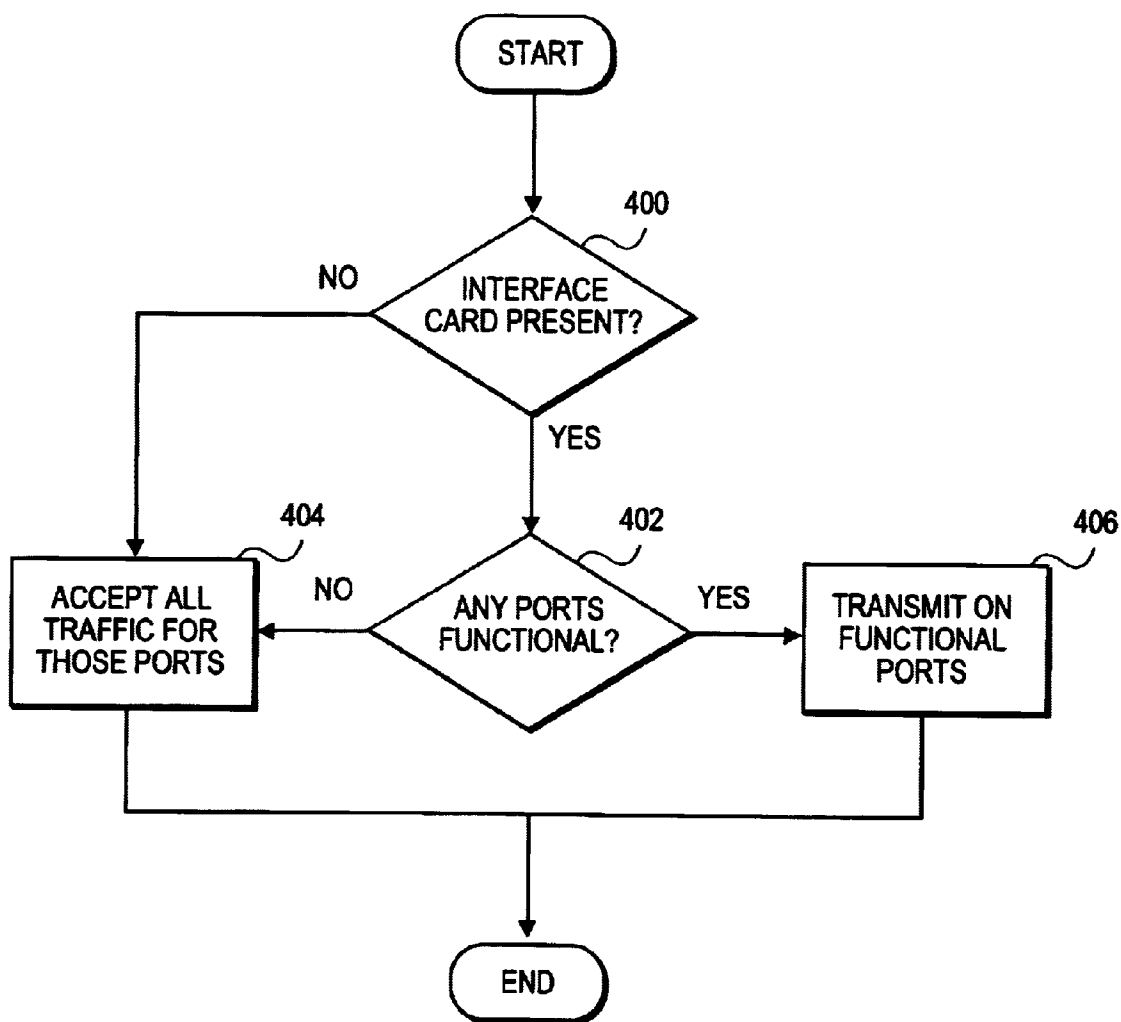 START
400
NO
INTERFACE
CARD PRESENT?
YES
404
402
406
ACCEPT ALL
TRAFFIC FOR
THOSE PORTS
NO
ANY PORTS
FUNCTIONAL?
YES
TRANSMIT ON
FUNCTIONAL
PORTS
END